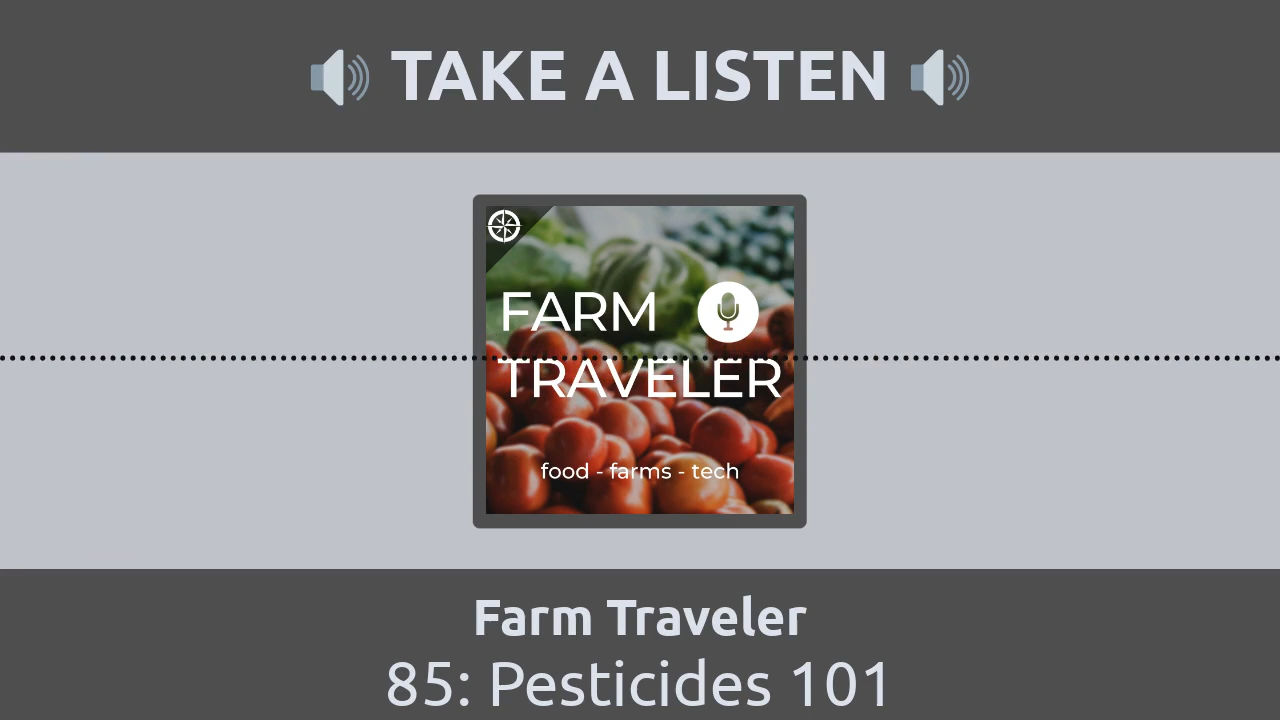 🔊 TAKE A LISTEN 🔊
FARM
TRAVELER
food - farms - tech
Farm Traveler
85: Pesticides 101